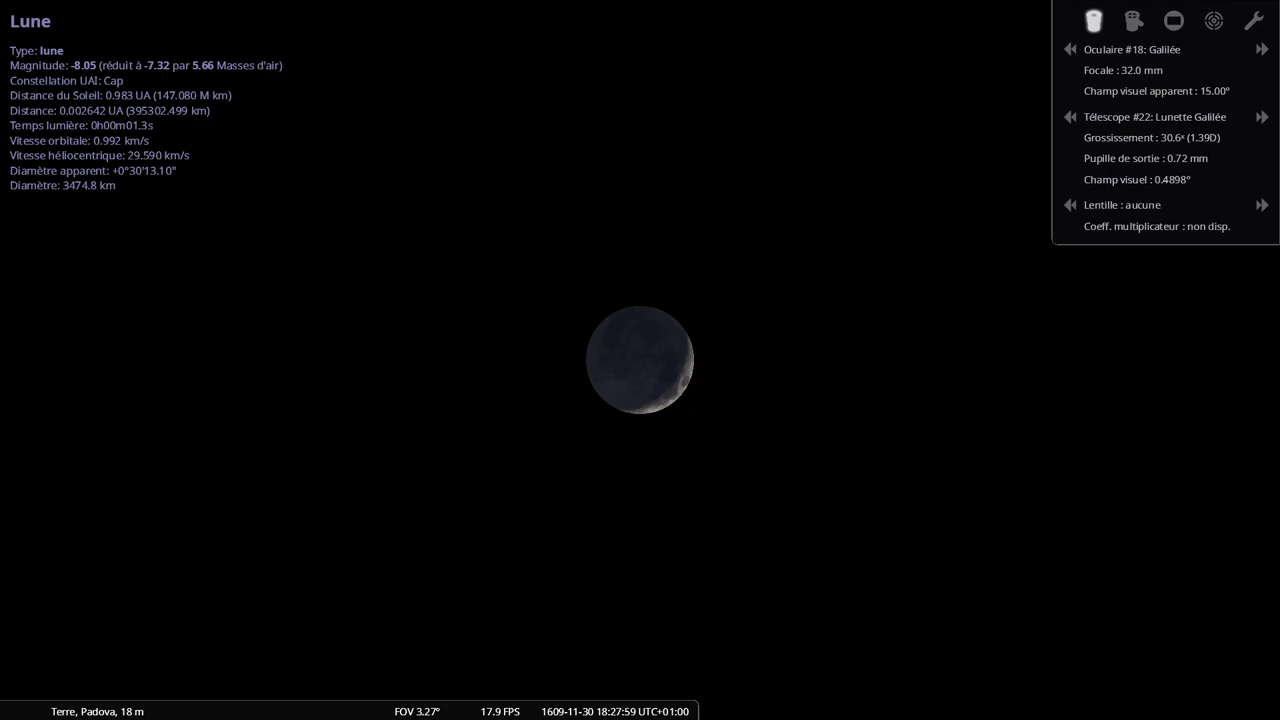 Lune
Type: lune
Magnitude: -8.05 (réduit à -7.32 par 5.66 Masses d'air)
Constellation UAI: Cap
Distance du Soleil: 0.983 UA (147.080 M km)
Distance: 0.002642 UA (395302.499 km)
Temps lumière: 0h00m01.3s
Vitesse orbitale: 0.992 km/s
Vitesse héliocentrique: 29.590 km/s
Diamètre apparent: +0°30'13.10"
Diamètre: 3474.8 km
Oculaire #18: Galilée
Focale : 32.0 mm
Champ visuel apparent : 15.00°
Télescope #22: Lunette Galilée
Grossissement : 30.6ˣ (1.39D)
Pupille de sortie : 0.72 mm
Champ visuel : 0.4898°
Lentille : aucune
Coeff. multiplicateur : non disp.
Terre, Padova, 18 m
FOV 3.27°
17.9 FPS
1609-11-30 18:27:59 UTC+01:00